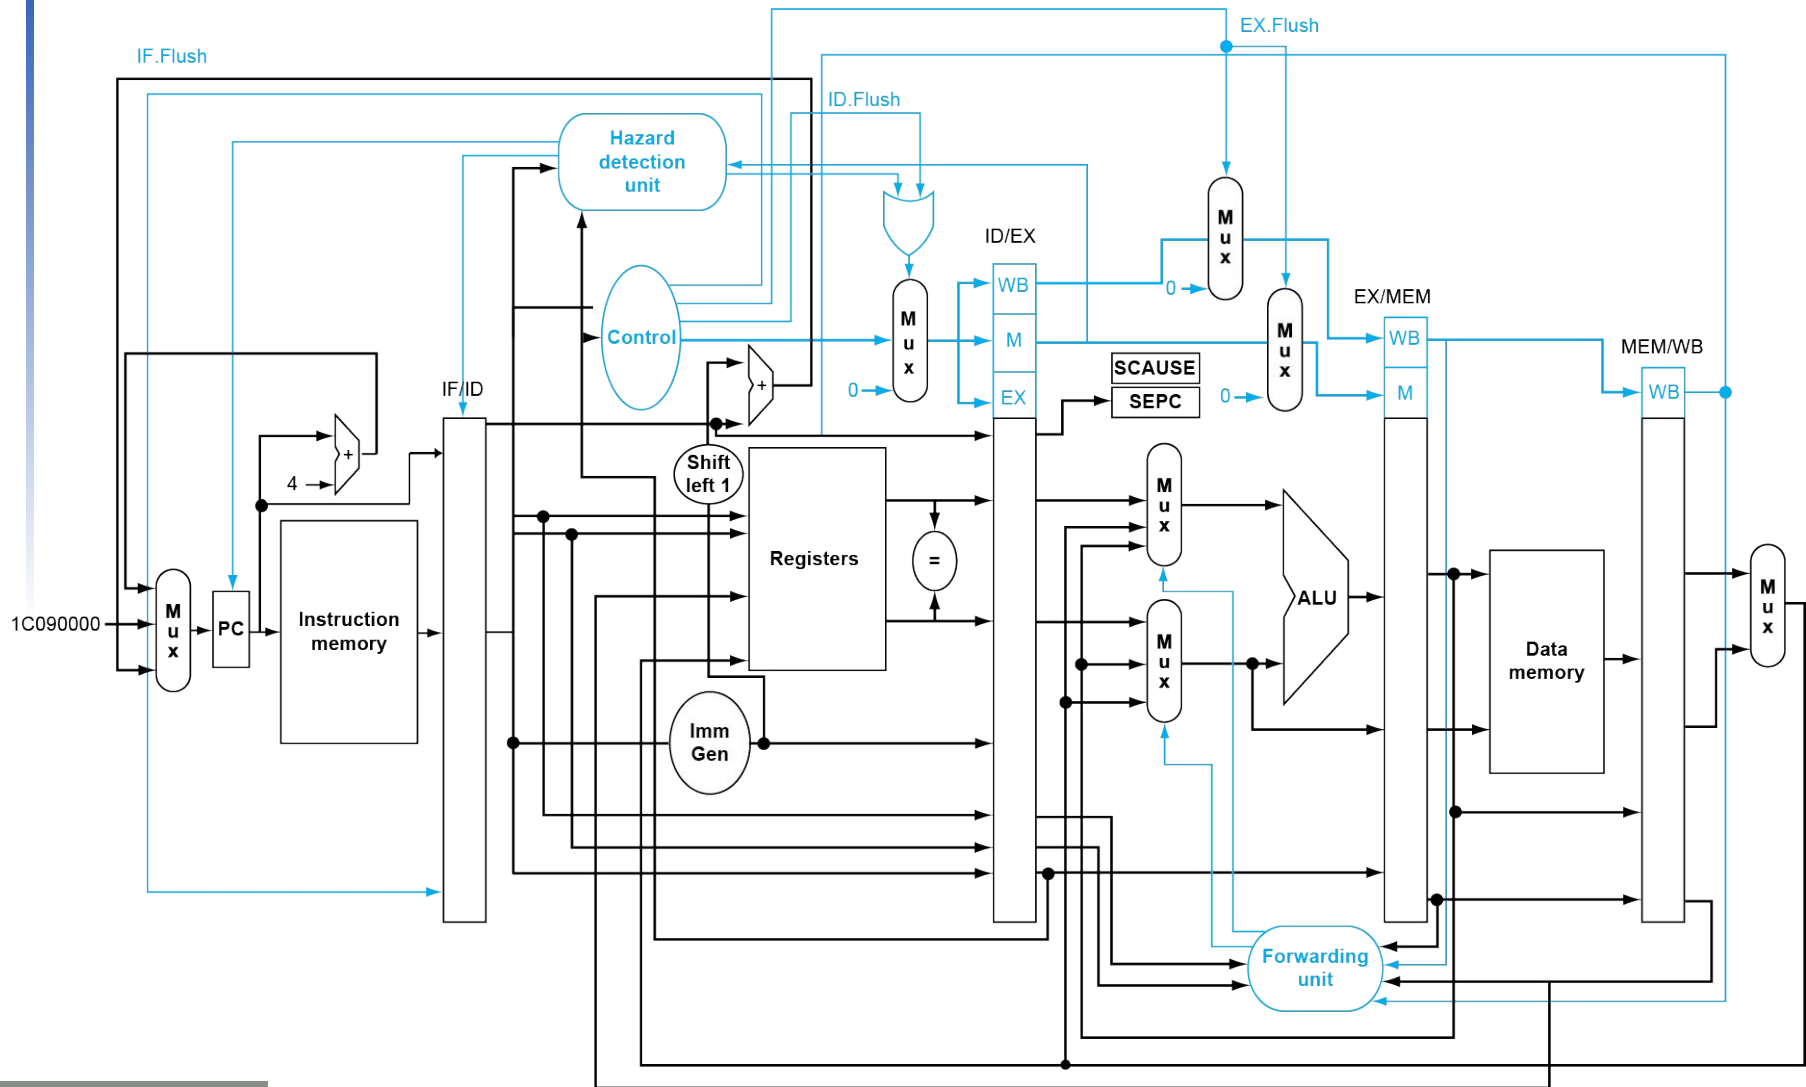 EX.Flush
IF.Flush
ID.Flush
Hazard
detection
unit
M
u
x
ID/EX
WB
0
EX/MEM
M
u
x
Control
M
u
x
M
WB
MEM/WB
SCAUSE
0
EX
SEPC
0
M
WB
IF/ID
+
+
4
Shift
left 1
M
u
x
Registers
=
ALU
M
u
x
1C090000
M
u
x
PC
Instruction
memory
M
u
x
Data
memory
Imm
Gen
Forwarding
unit